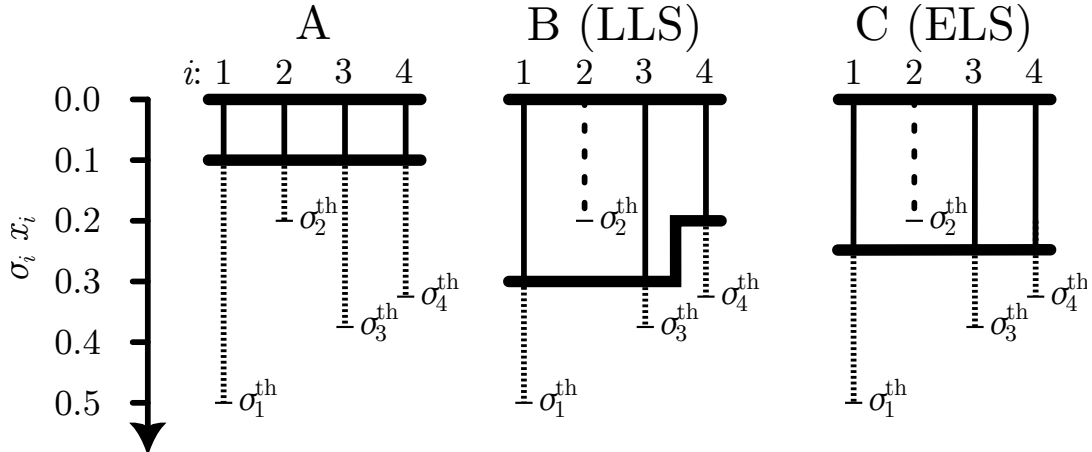 A B (LLS) C (ELS)
i: 1 2 3 4 1 2 3 4 1 2 3 4
0.0
0.1
0.2 σ₂ᵗʰ σ₂ᵗʰ σ₂ᵗʰ
0.3 σ₄ᵗʰ σ₄ᵗʰ σ₄ᵗʰ
σ₃ᵗʰ σ₃ᵗʰ σ₃ᵗʰ
0.4
0.5 σ₁ᵗʰ σ₁ᵗʰ σ₁ᵗʰ
σᵢ xᵢ